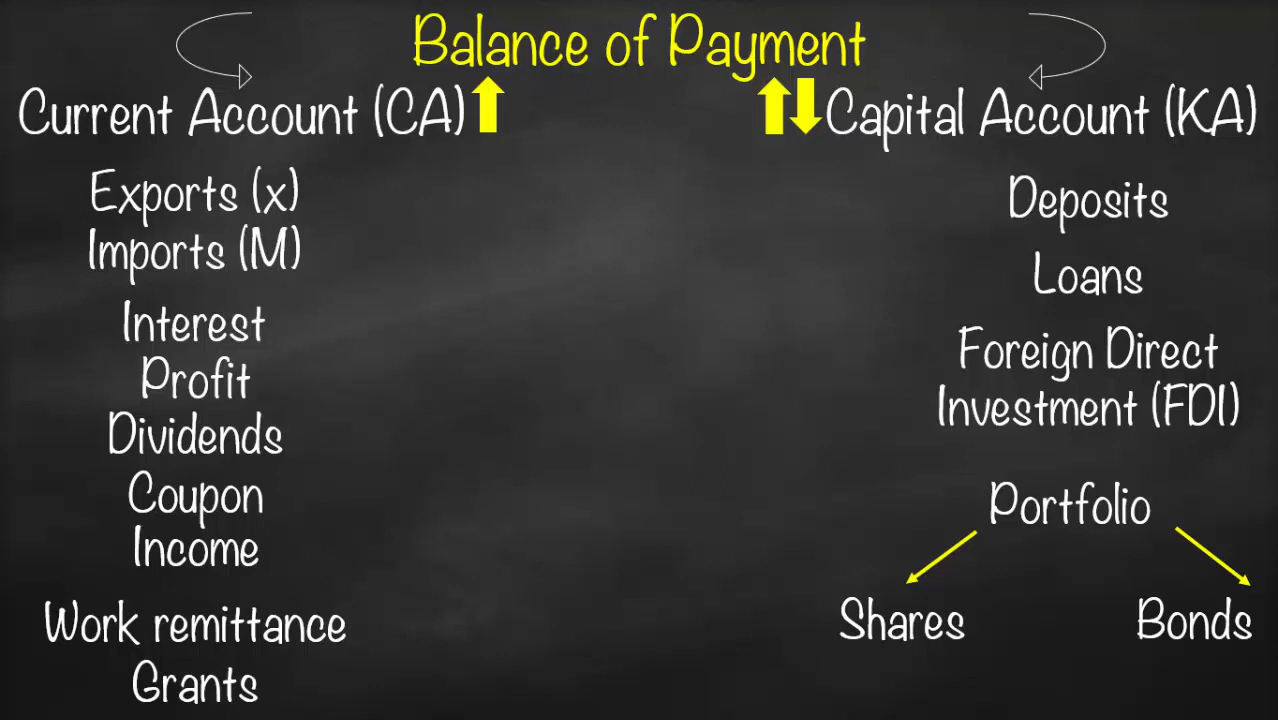 Balance of Payment
Current Account (CA)
Exports (x)
Imports (M)
Interest
Profit
Dividends
Coupon
Income
Work remittance
Grants
Capital Account (KA)
Deposits
Loans
Foreign Direct
Investment (FDI)
Portfolio
Shares
Bonds